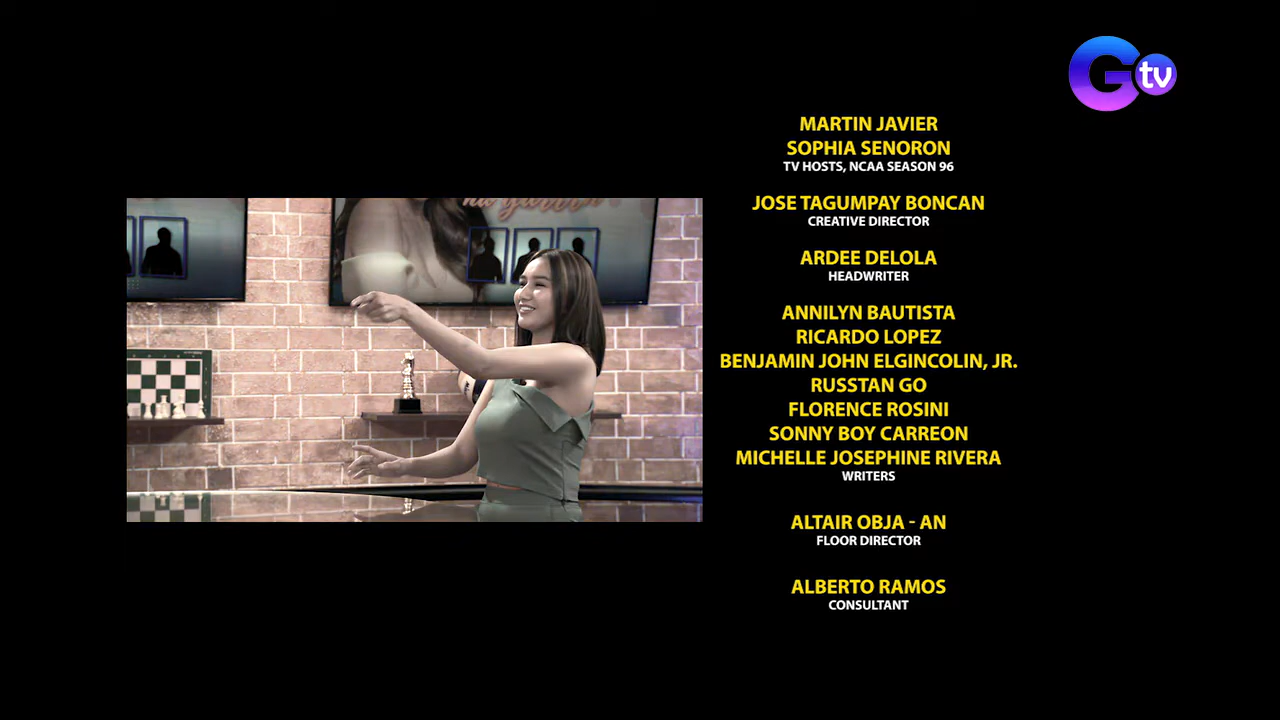 Gtv
MARTIN JAVIER
SOPHIA SENORON
TV HOSTS, NCAA SEASON 96
JOSE TAGUMPAY BONCAN
CREATIVE DIRECTOR
ARDEE DELOLA
HEADWRITER
ANNILYN BAUTISTA
RICARDO LOPEZ
BENJAMIN JOHN ELGINCOLIN, JR.
RUSSTAN GO
FLORENCE ROSINI
SONNY BOY CARREON
MICHELLE JOSEPHINE RIVERA
WRITERS
ALTAIR OBJA - AN
FLOOR DIRECTOR
ALBERTO RAMOS
CONSULTANT